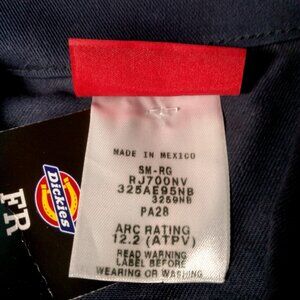 MADE IN MEXICO
SM-RG
RJ700NV
325AE95NB
3259NB
PA28
ARC RATING
12.2 (ATPV)
READ WARNING
LABEL BEFORE
WEARING OR WASHING
Dickies
FR